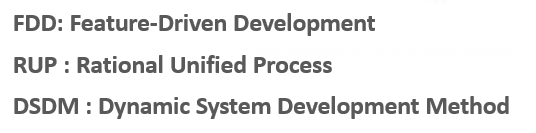 FDD: Feature-Driven Development
RUP : Rational Unified Process
DSDM : Dynamic System Development Method